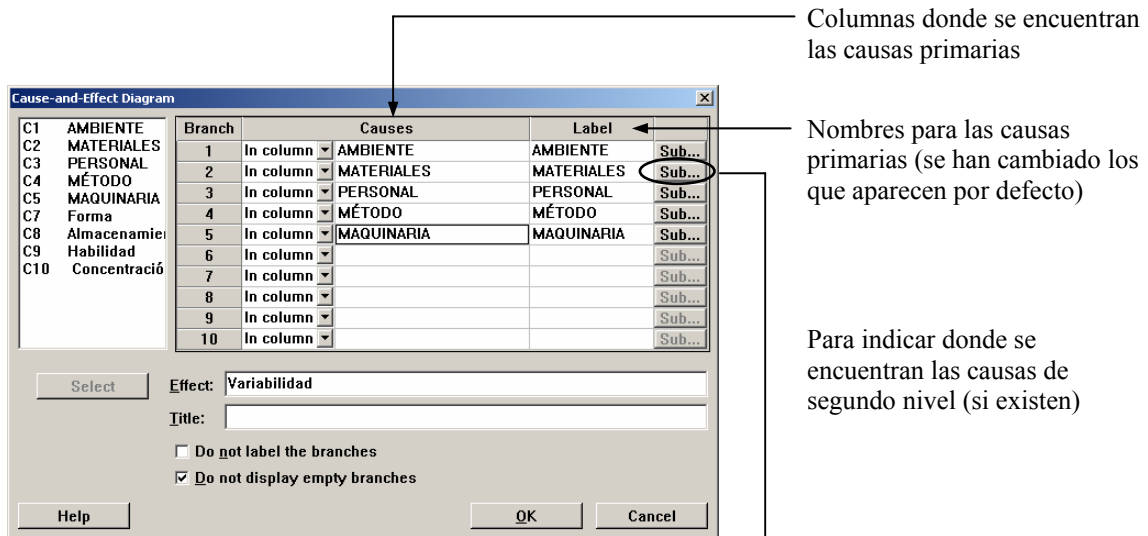 Columnas donde se encuentran
las causas primarias
Cause-and-Effect Diagram
C1 AMBIENTE
C2 MATERIALES
C3 PERSONAL
C4 MÉTODO
C5 MAQUINARIA
C7 Forma
C8 Almacenamie
C9 Habilidad
C10 Concentració
Branch Causes Label
1 In column AMBIENTE AMBIENTE Sub...
2 In column MATERIALES MATERIALES Sub...
3 In column PERSONAL PERSONAL Sub...
4 In column MÉTODO MÉTODO Sub...
5 In column MAQUINARIA MAQUINARIA Sub...
6 In column Sub...
7 In column Sub...
8 In column Sub...
9 In column Sub...
10 In column Sub...
Nombres para las causas
primarias (se han cambiado los
que aparecen por defecto)
Para indicar donde se
encuentran las causas de
segundo nivel (si existen)
Select
Effect: Variabilidad
Title:
Do not label the branches
Do not display empty branches
Help OK Cancel